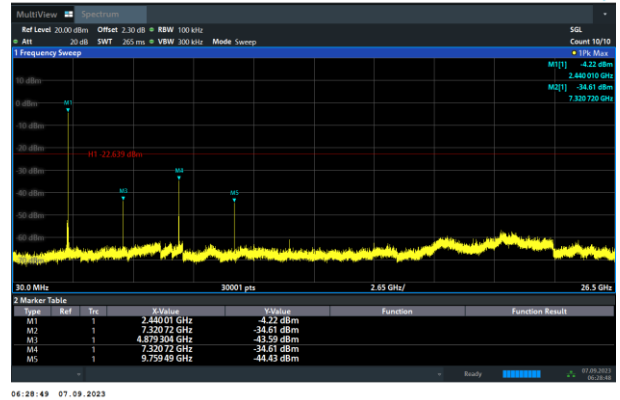 MultiView Spectrum
Ref Level 20.00 dBm Offset 2.30 dB RBW 100 kHz SGL
Att 20 dB SWT 265 ms VBW 300 kHz Mode Sweep Count 10/10
1 Frequency Sweep 1Pk Max
M1[1] -4.22 dBm
2.440 010 GHz
M2[1] -34.61 dBm
7.320 720 GHz
10 dBm
0 dBm
M1
-10 dBm
-20 dBm
H1 -22.639 dBm
-30 dBm
M4
-40 dBm
M3
M5
-50 dBm
-60 dBm
30.0 MHz 30001 pts 2.65 GHz/ 26.5 GHz
2 Marker Table
Type Ref Trc X-Value Y-Value Function Function Result
M1 1 2.440 01 GHz -4.22 dBm
M2 1 7.320 72 GHz -34.61 dBm
M3 1 4.879 304 GHz -43.59 dBm
M4 1 7.320 72 GHz -34.61 dBm
M5 1 9.759 49 GHz -44.43 dBm
Ready 07.09.2023
06:28:48
06:28:49 07.09.2023